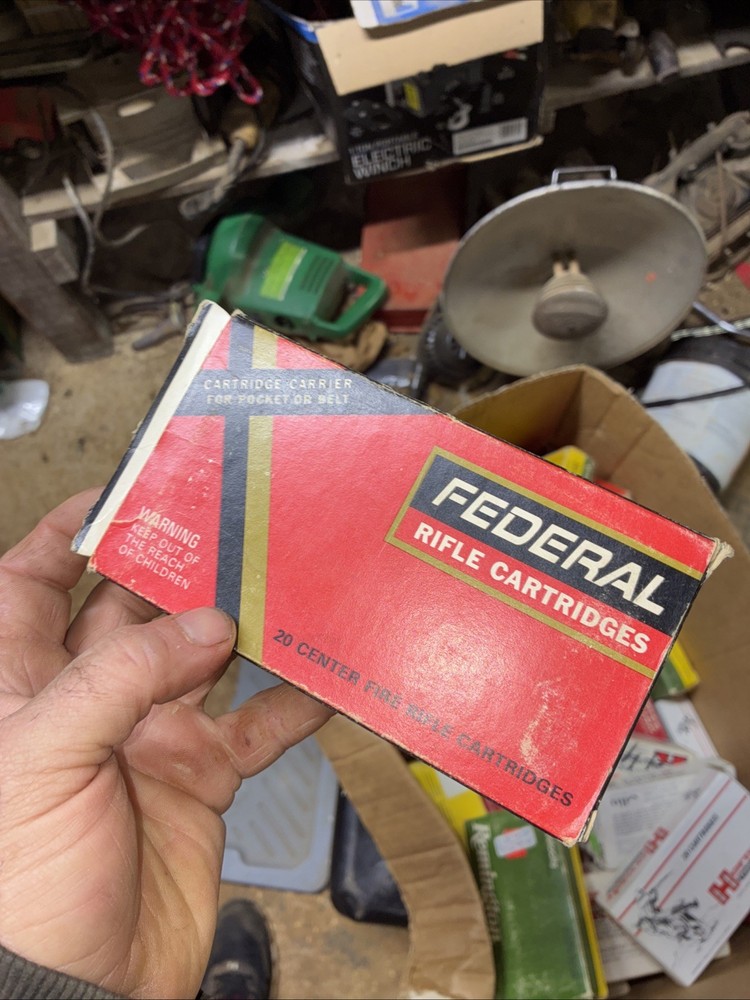 ELECTRIC
WINCH
CARTRIDGE CARRIER
FOR POCKET OR BELT
FEDERAL
RIFLE CARTRIDGES
WARNING
KEEP OUT OF
THE REACH
OF CHILDREN
20 CENTER FIRE RIFLE CARTRIDGES
Remington
H